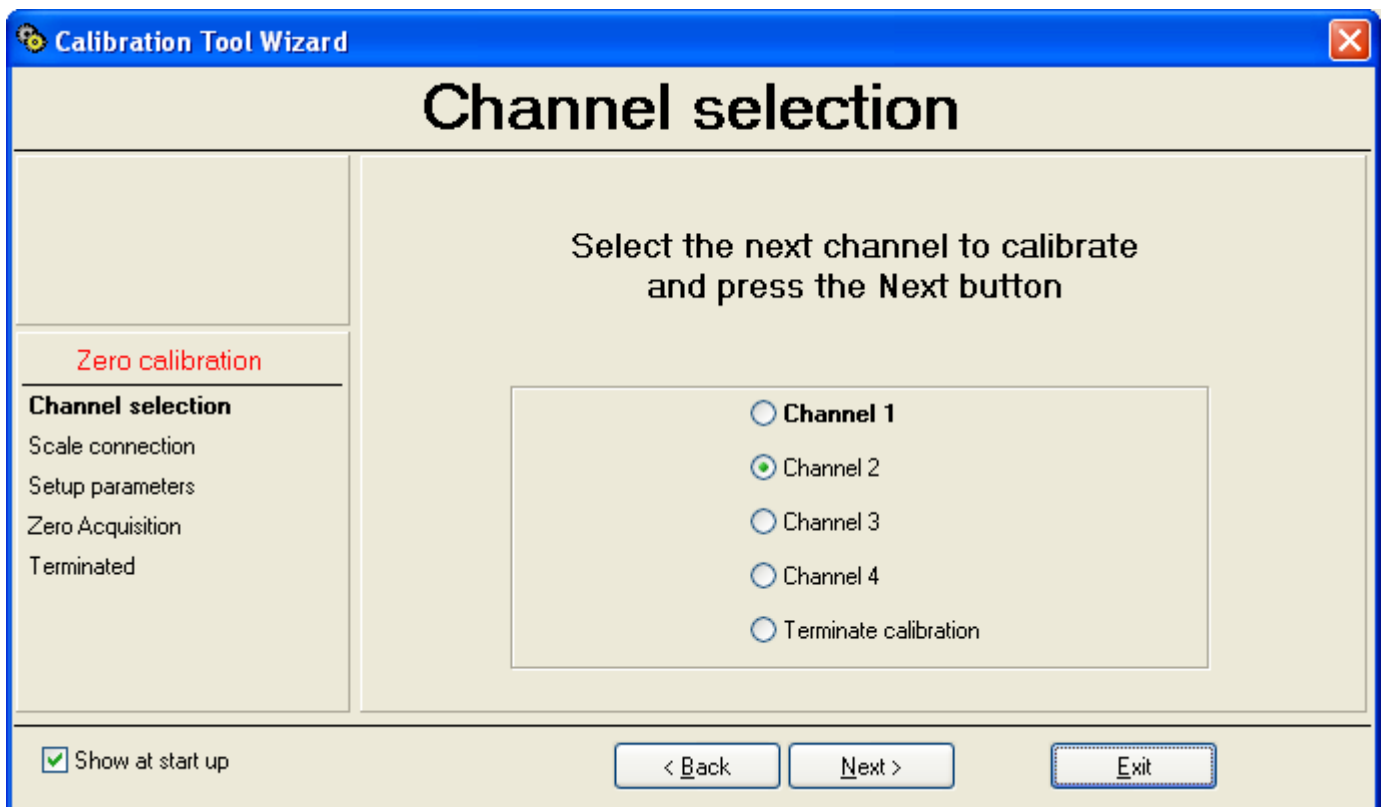 Calibration Tool Wizard
Channel selection
Select the next channel to calibrate
and press the Next button
Zero calibration
Channel selection
Scale connection
Setup parameters
Zero Acquisition
Terminated
Channel 1
Channel 2
Channel 3
Channel 4
Terminate calibration
Show at start up
< Back
Next >
Exit